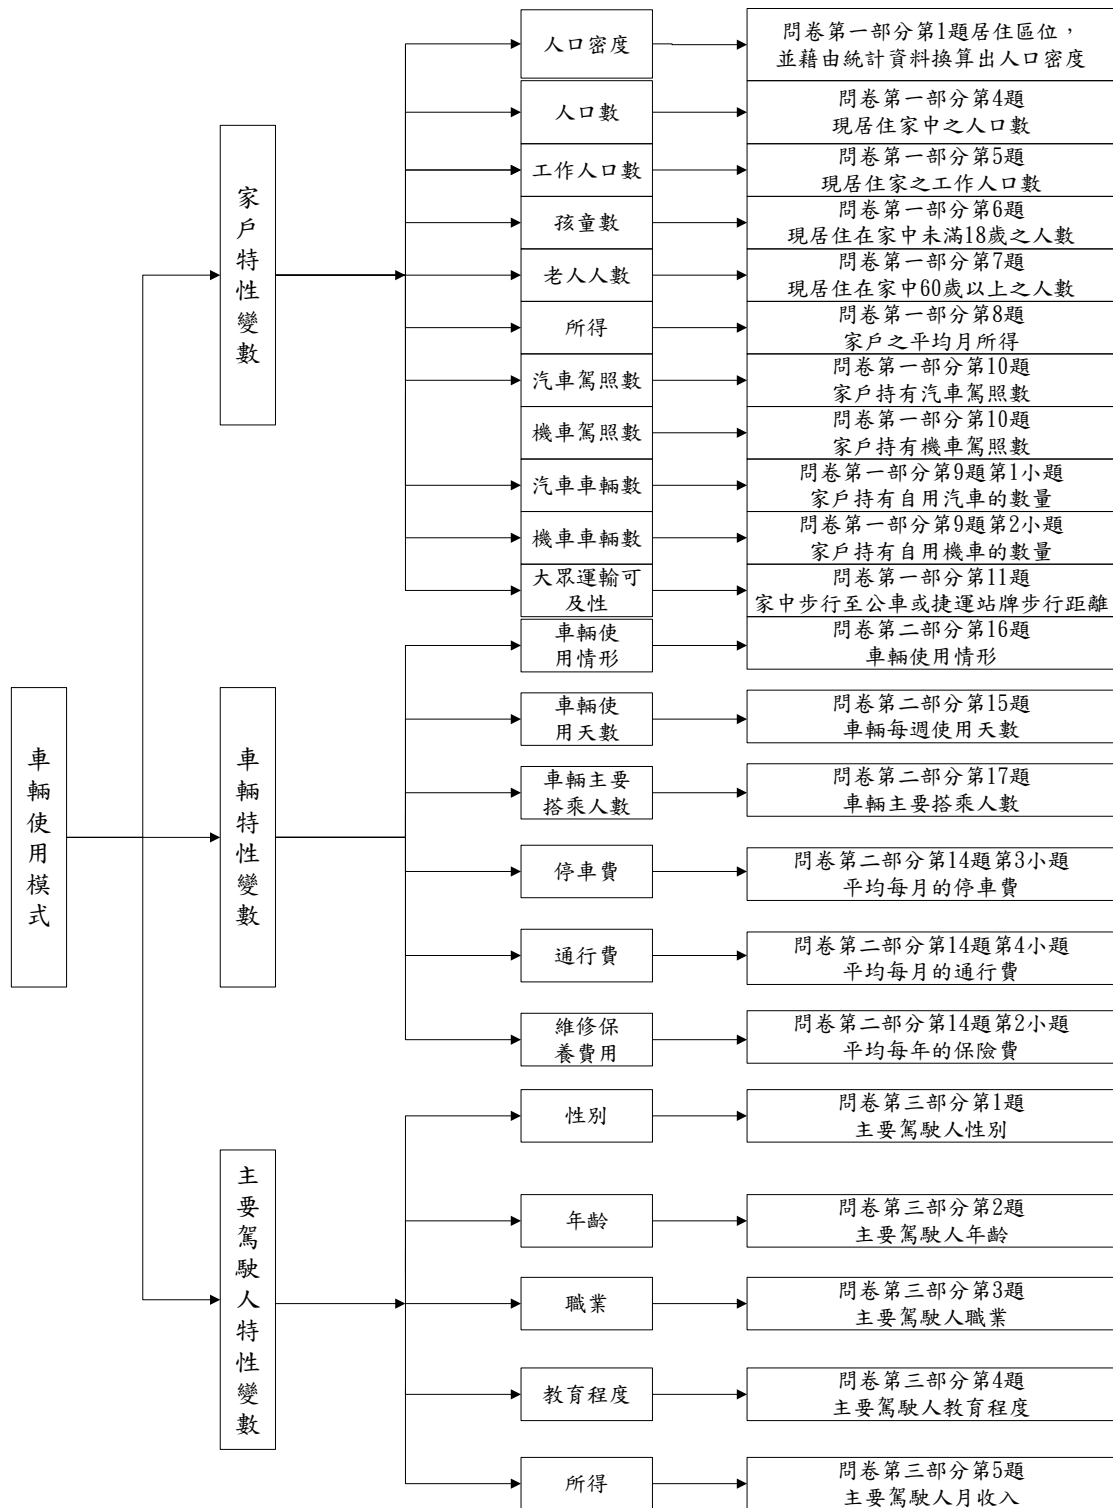 人口密度
問卷第一部分第1題居住區位，
並藉由統計資料換算出人口密度
人口數
問卷第一部分第4題
現居住家中之人口數
工作人口數
問卷第一部分第5題
現居住家之工作人口數
孩童數
問卷第一部分第6題
現居住在家中未滿18歲之人數
老人人數
問卷第一部分第7題
現居住在家中60歲以上之人數
所得
問卷第一部分第8題
家戶之平均月所得
汽車駕照數
問卷第一部分第10題
家戶持有汽車駕照數
機車駕照數
問卷第一部分第10題
家戶持有機車駕照數
汽車車輛數
問卷第一部分第9題第1小題
家戶持有自用汽車的數量
機車車輛數
問卷第一部分第9題第2小題
家戶持有自用機車的數量
大眾運輸可
及性
問卷第一部分第11題
家中步行至公車或捷運站牌步行距離
家戶特性變數
車輛使
用情形
問卷第二部分第16題
車輛使用情形
車輛使
用天數
問卷第二部分第15題
車輛每週使用天數
車輛主要
搭乘人數
問卷第二部分第17題
車輛主要搭乘人數
停車費
問卷第二部分第14題第3小題
平均每月的停車費
通行費
問卷第二部分第14題第4小題
平均每月的通行費
維修保
養費用
問卷第二部分第14題第2小題
平均每年的保險費
車輛使用模式
車輛特性變數
性別
問卷第三部分第1題
主要駕駛人性別
年齡
問卷第三部分第2題
主要駕駛人年齡
職業
問卷第三部分第3題
主要駕駛人職業
教育程度
問卷第三部分第4題
主要駕駛人教育程度
所得
問卷第三部分第5題
主要駕駛人月收入
主要駕駛人特性變數